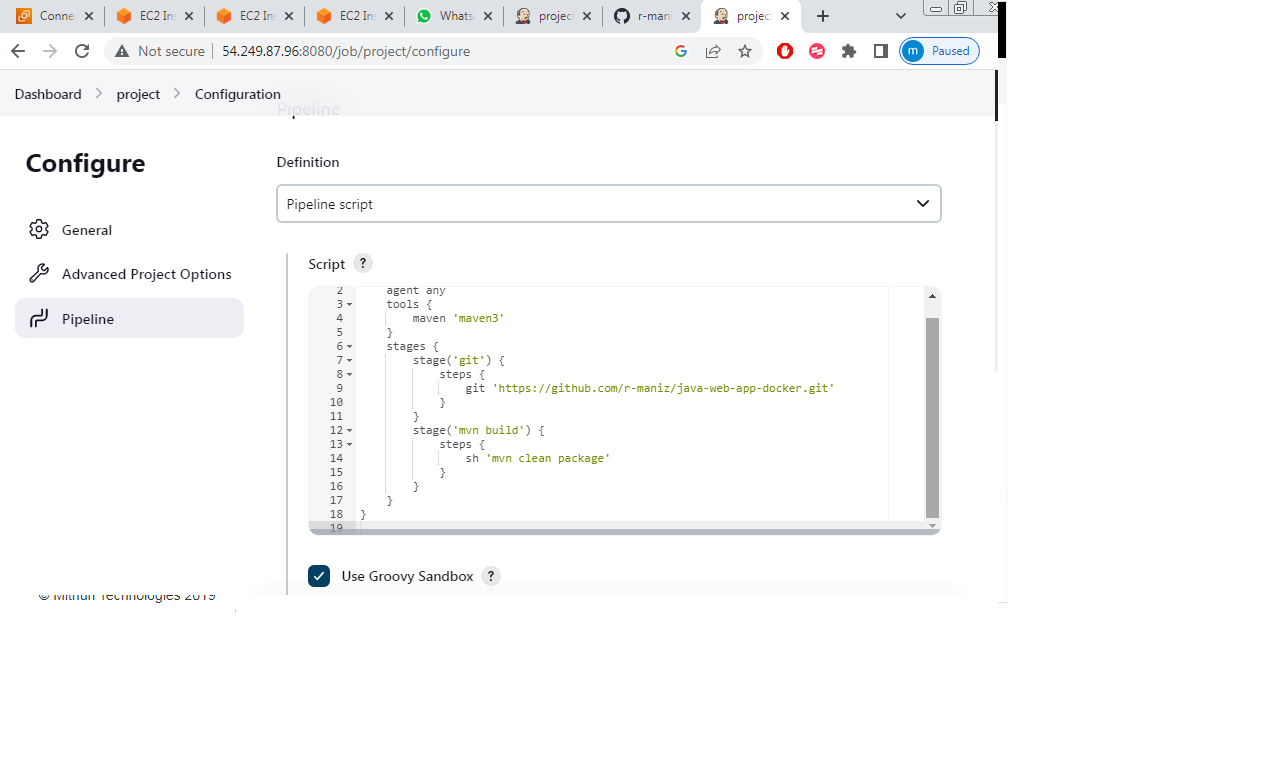 Connec
EC2 Ins
EC2 Ins
EC2 Ins
Whats
project
r-mani
project
Not secure
54.249.87.96:8080/job/project/configure
m
Paused
Dashboard
project
Configuration
Pipeline
Configure
General
Advanced Project Options
Pipeline
Definition
Pipeline script
Script ?
2 agent any
3 tools {
4 maven 'maven3'
5 }
6 stages {
7 stage('git') {
8 steps {
9 git 'https://github.com/r-maniz/java-web-app-docker.git'
10 }
11 }
12 stage('mvn build') {
13 steps {
14 sh 'mvn clean package'
15 }
16 }
17 }
18 }
19
Use Groovy Sandbox ?
© Mithun Technologies 2019